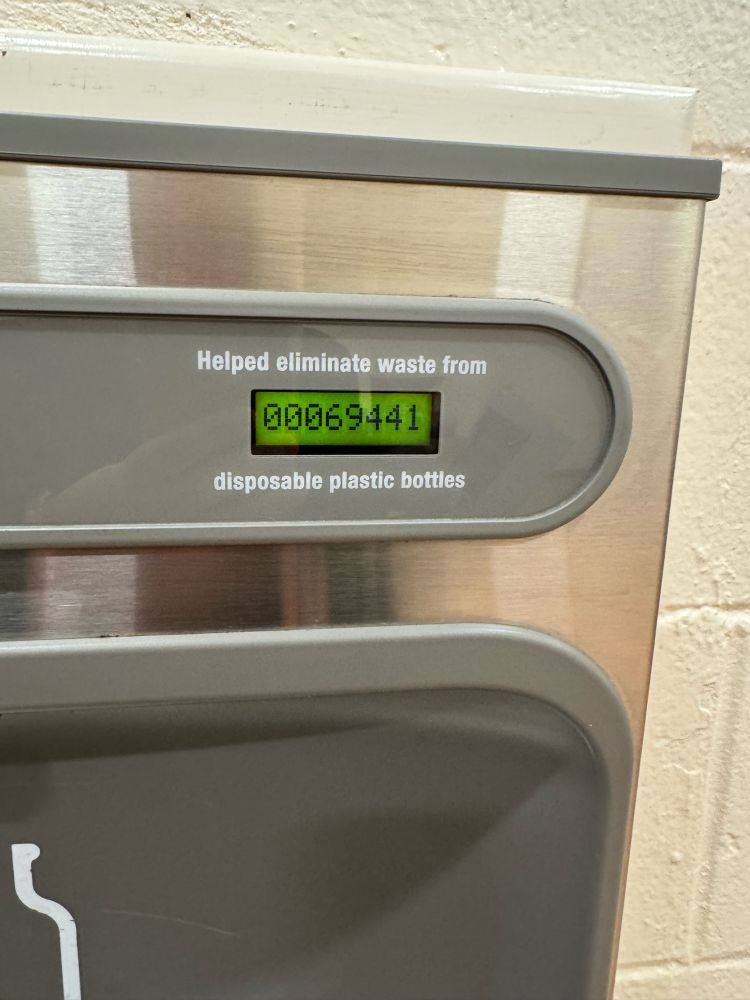 Helped eliminate waste from
00069441
disposable plastic bottles